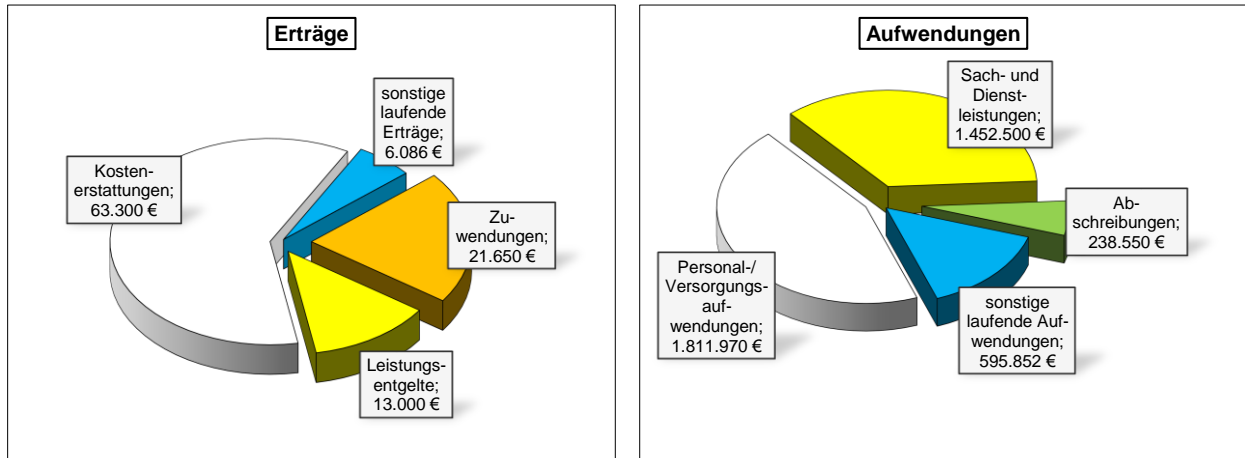 Erträge
sonstige
laufende
Erträge;
6.086 €
Kosten-
erstattungen;
63.300 €
Zu-
wendungen;
21.650 €
Leistungs-
entgelte;
13.000 €
Aufwendungen
Sach- und
Dienst-
leistungen;
1.452.500 €
Ab-
schreibungen;
238.550 €
Personal-/
Versorgungs-
auf-
wendungen;
1.811.970 €
sonstige
laufende Auf-
wendungen;
595.852 €